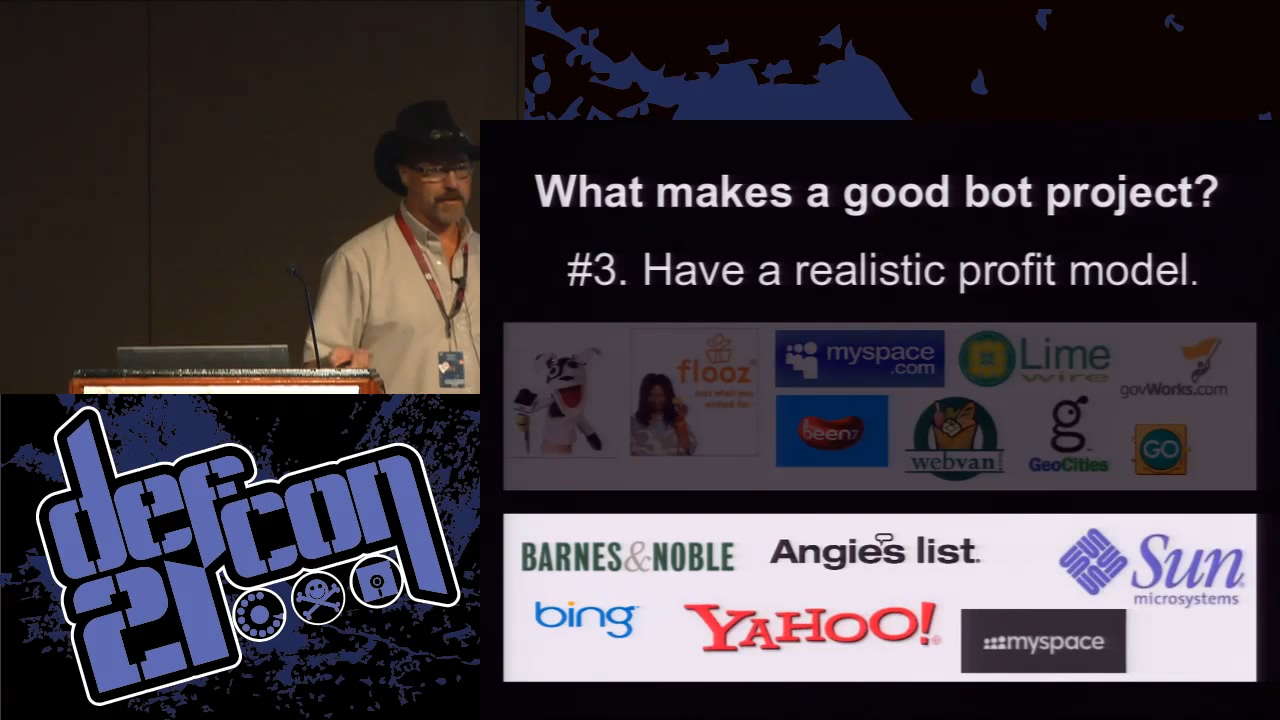 What makes a good bot project?
#3. Have a realistic profit model.
flooz
myspace
.com
Lime
wire
govWorks.com
beenz
webvan
g
GeoCities
GO
BARNES&NOBLE
Angie's list.
Sun
microsystems
bing
YAHOO!
myspace
defcon
21